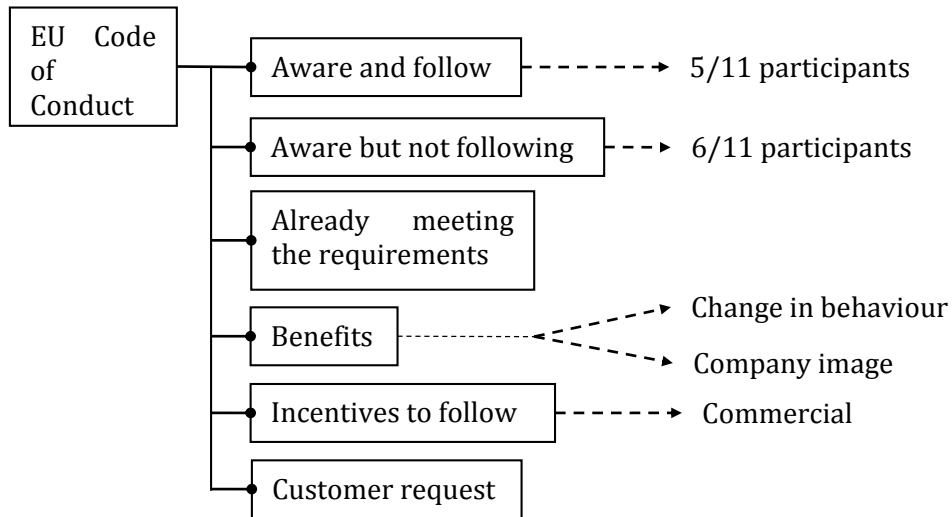 EU Code
of
Conduct
Aware and follow
5/11 participants
Aware but not following
6/11 participants
Already meeting
the requirements
Benefits
Change in behaviour
Company image
Incentives to follow
Commercial
Customer request